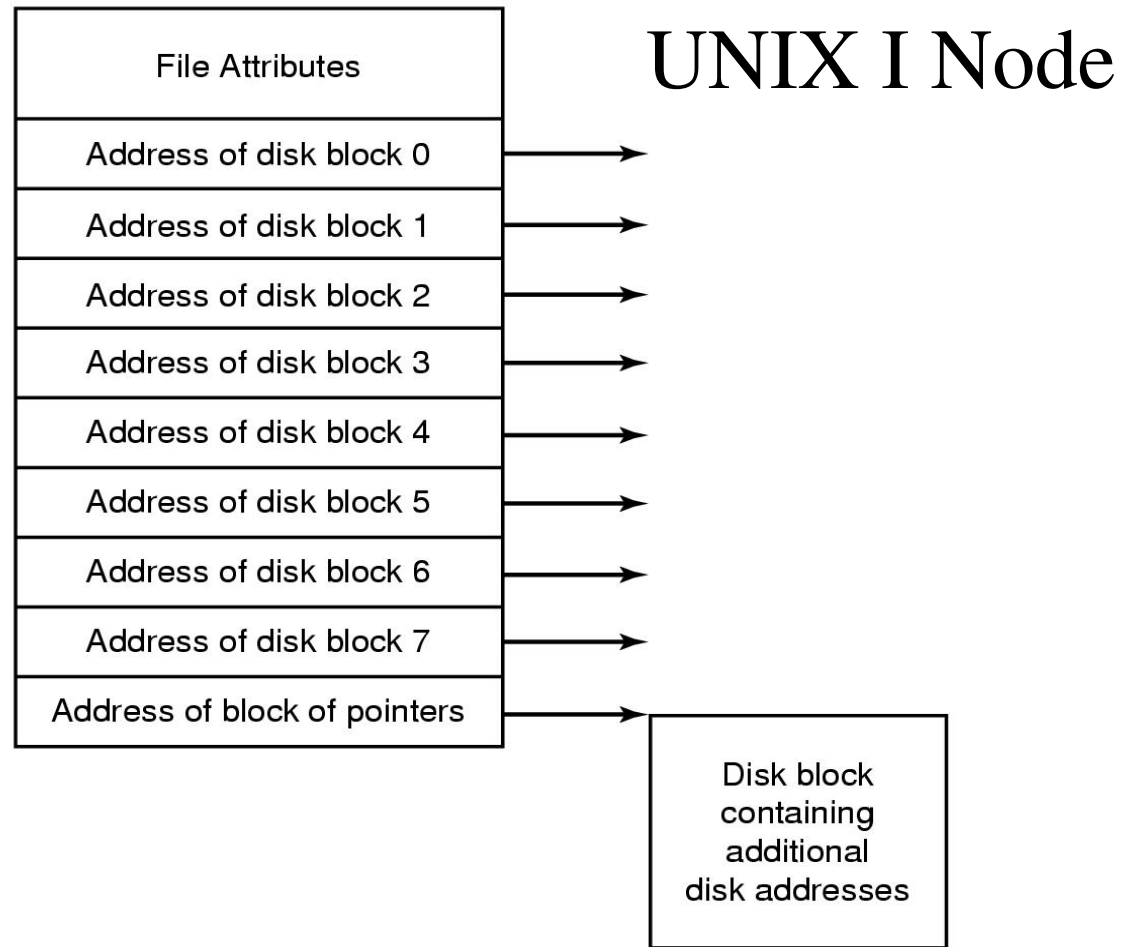 UNIX I Node
File Attributes
Address of disk block 0
Address of disk block 1
Address of disk block 2
Address of disk block 3
Address of disk block 4
Address of disk block 5
Address of disk block 6
Address of disk block 7
Address of block of pointers
Disk block
containing
additional
disk addresses